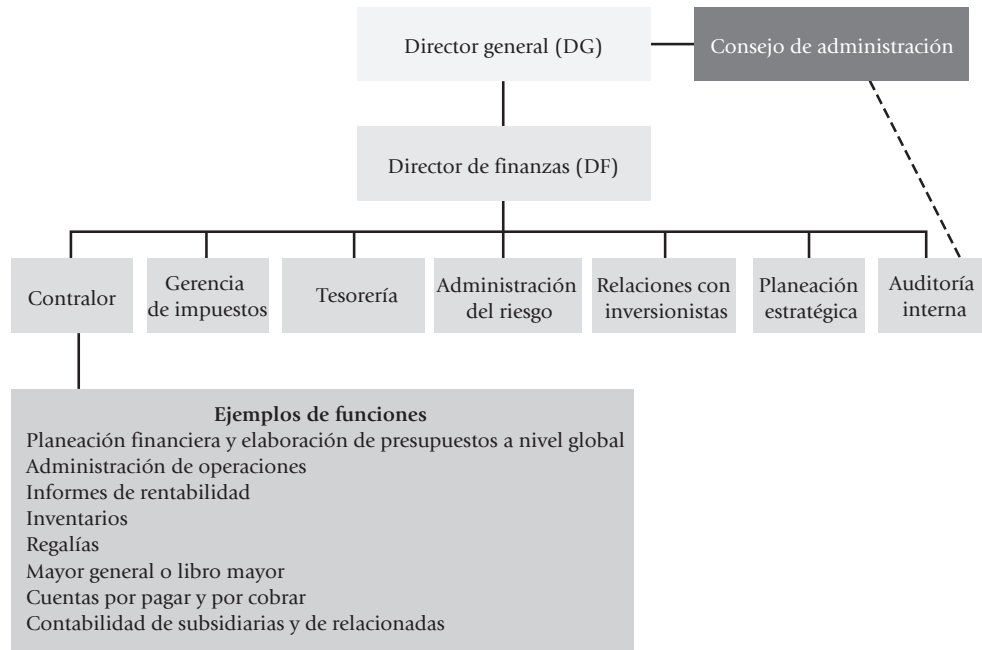 Director general (DG)
Consejo de administración
Director de finanzas (DF)
Contralor
Gerencia
de impuestos
Tesorería
Administración
del riesgo
Relaciones con
inversionistas
Planeación
estratégica
Auditoría
interna
Ejemplos de funciones
Planeación financiera y elaboración de presupuestos a nivel global
Administración de operaciones
Informes de rentabilidad
Inventarios
Regalías
Mayor general o libro mayor
Cuentas por pagar y por cobrar
Contabilidad de subsidiarias y de relacionadas